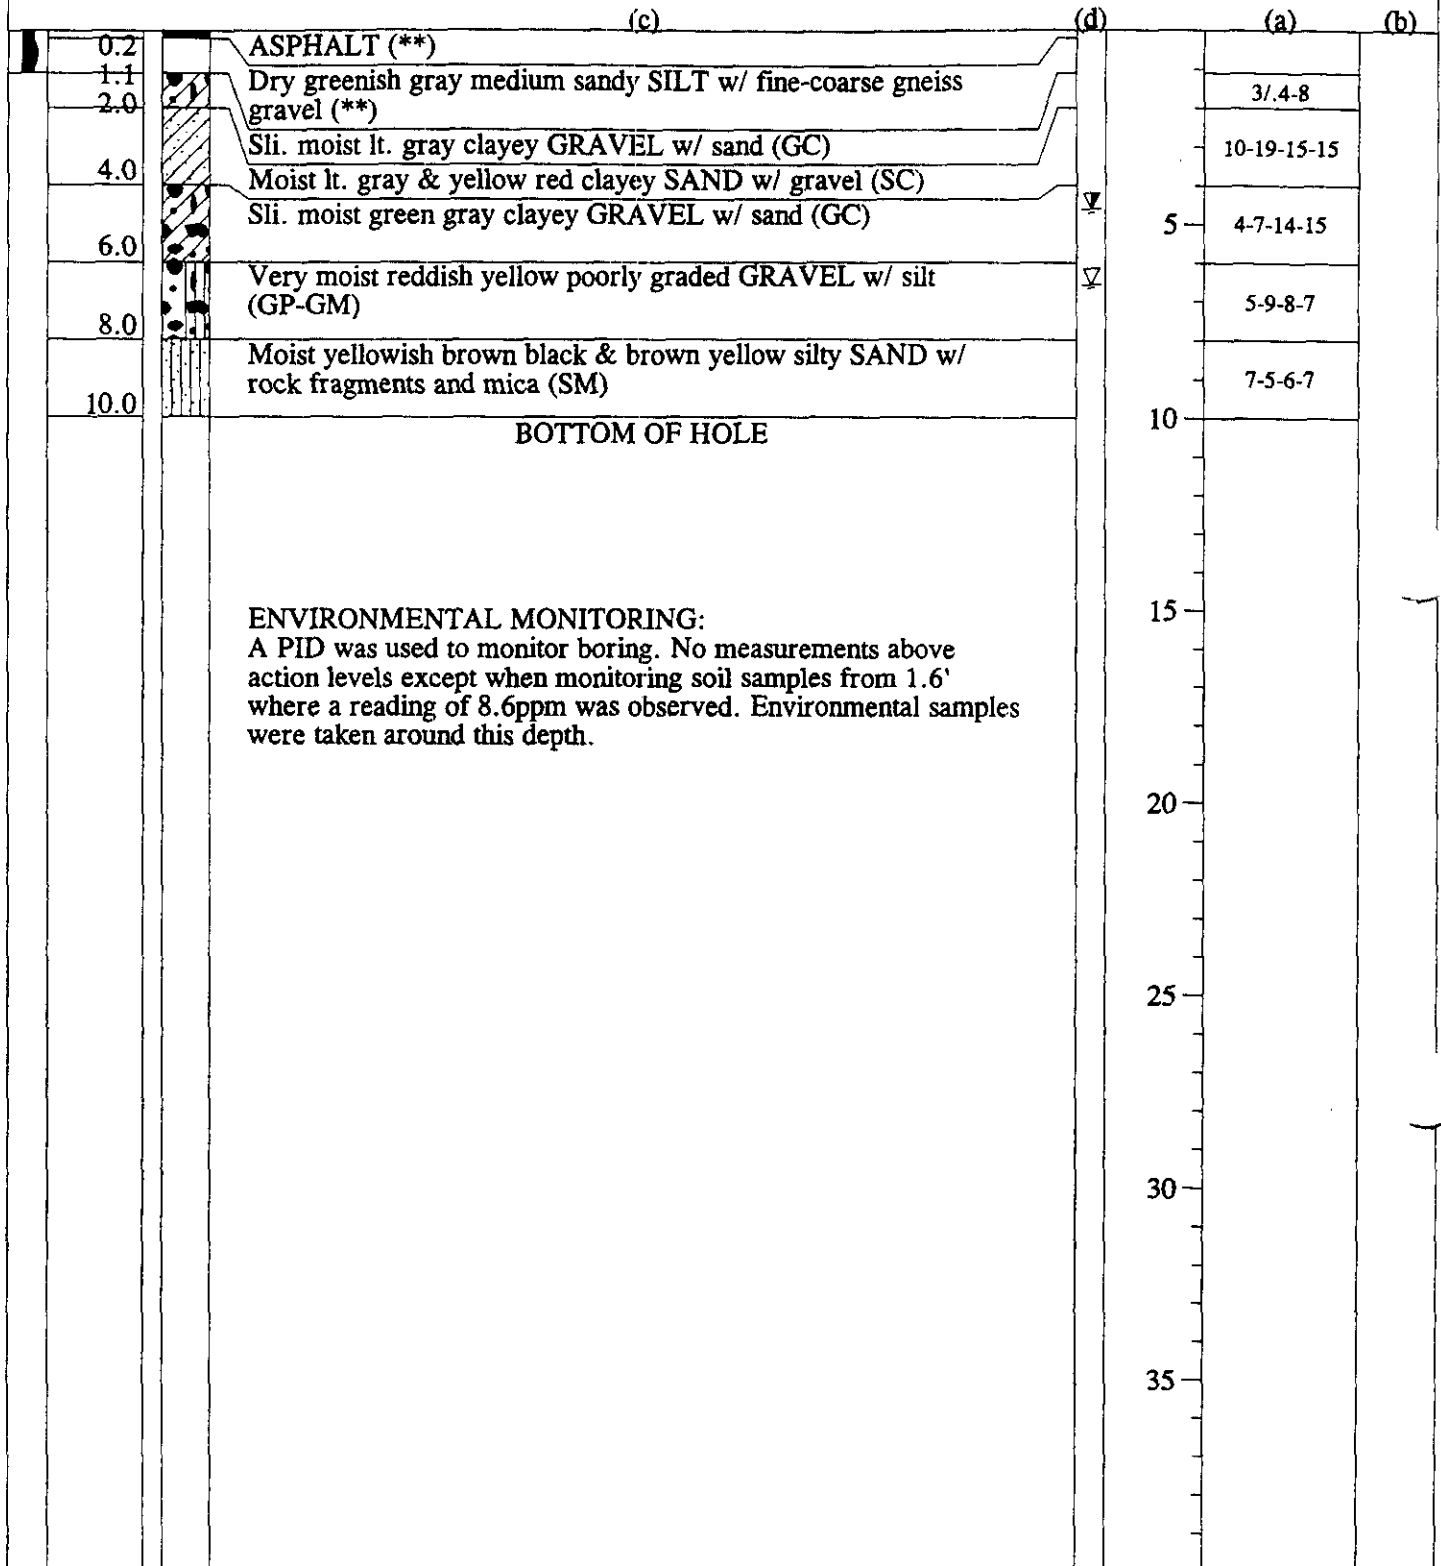 (c) (d) (a) (b)
0.2 ASPHALT (**)
1.1 Dry greenish gray medium sandy SILT w/ fine-coarse gneiss
gravel (**)
3/.4-8
2.0
Sli. moist lt. gray clayey GRAVEL w/ sand (GC)
10-19-15-15
4.0 Moist lt. gray & yellow red clayey SAND w/ gravel (SC)
Sli. moist green gray clayey GRAVEL w/ sand (GC)
5 4-7-14-15
6.0
Very moist reddish yellow poorly graded GRAVEL w/ silt
(GP-GM)
5-9-8-7
8.0
Moist yellowish brown black & brown yellow silty SAND w/
rock fragments and mica (SM)
7-5-6-7
10.0
10
BOTTOM OF HOLE
15
ENVIRONMENTAL MONITORING:
A PID was used to monitor boring. No measurements above
action levels except when monitoring soil samples from 1.6'
where a reading of 8.6ppm was observed. Environmental samples
were taken around this depth.
20
25
30
35